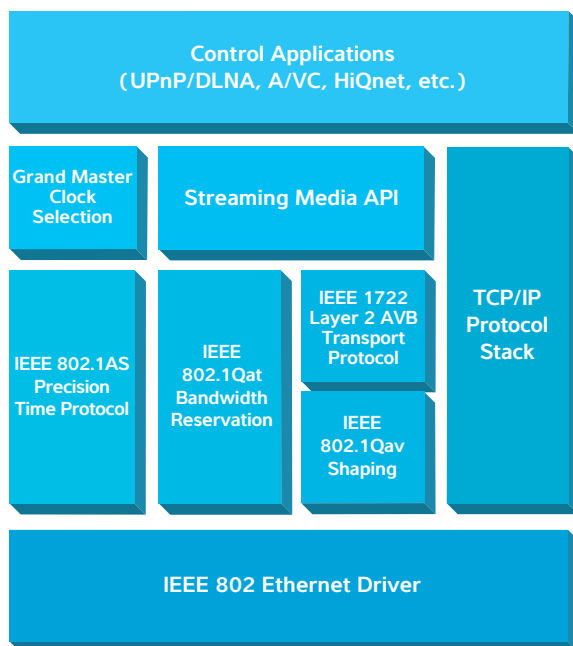 Control Applications
(UPnP/DLNA, A/VC, HiQnet, etc.)
Grand Master
Clock
Selection
Streaming Media API
TCP/IP
Protocol
Stack
IEEE 802.1AS
Precision
Time Protocol
IEEE
802.1Qat
Bandwidth
Reservation
IEEE 1722
Layer 2 AVB
Transport
Protocol
IEEE
802.1Qav
Shaping
IEEE 802 Ethernet Driver